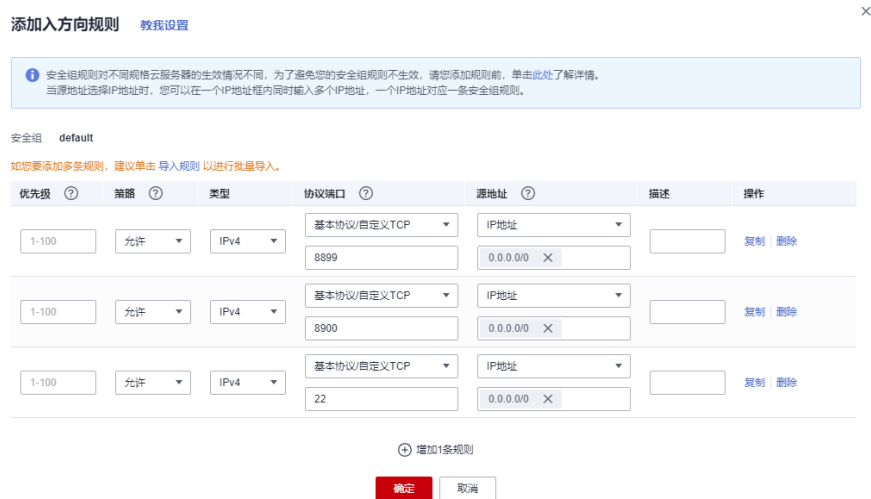 添加入方向规则 教我设置
安全组规则对不同规格云服务器的生效情况不同，为了避免您的安全组规则不生效，请您添加规则前，单击此处了解详情。
当源地址选择IP地址时，您可以在一个IP地址框内同时输入多个IP地址，一个IP地址对应一条安全组规则。
安全组 default
如您要添加多条规则，建议单击 导入规则 以进行批量导入。
优先级 策略 类型 协议端口 源地址 描述 操作
基本协议/自定义TCP IP地址
1-100 允许 IPv4 复制 删除
8899 0.0.0.0/0
基本协议/自定义TCP IP地址
1-100 允许 IPv4 复制 删除
8900 0.0.0.0/0
基本协议/自定义TCP IP地址
1-100 允许 IPv4 复制 删除
22 0.0.0.0/0
增加1条规则
确定 取消